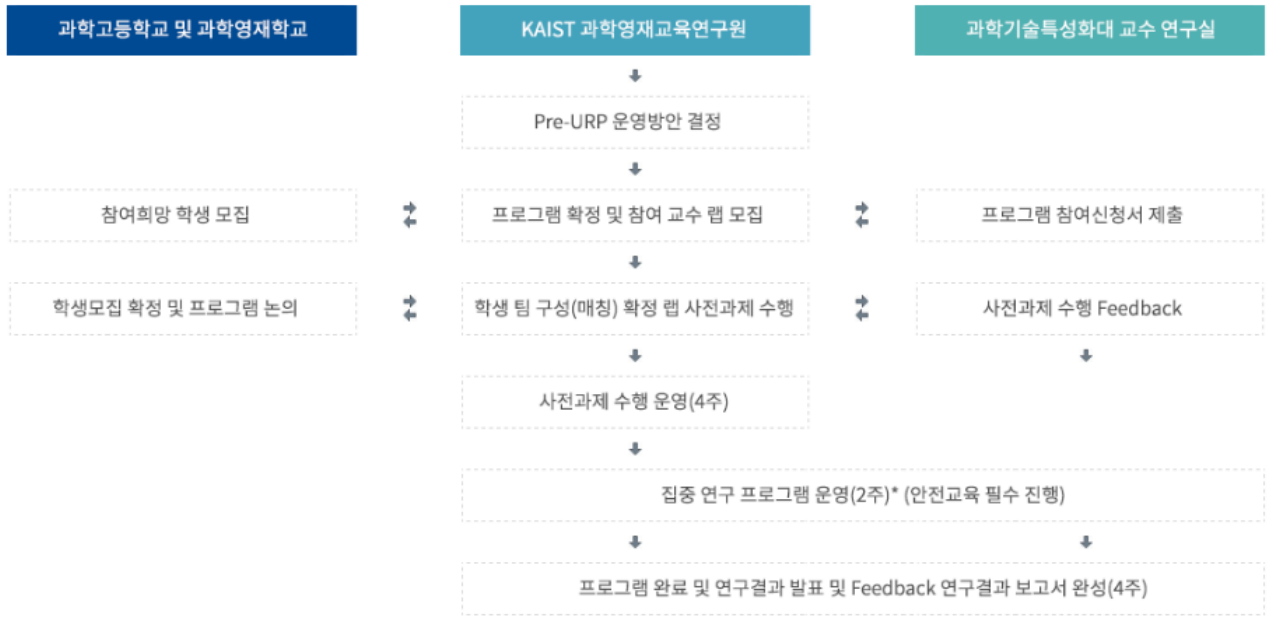 과학고등학교 및 과학영재학교
KAIST 과학영재교육연구원
과학기술특성화대 교수 연구실
Pre-URP 운영방안 결정
참여희망 학생 모집
프로그램 확정 및 참여 교수 랩 모집
프로그램 참여신청서 제출
학생모집 확정 및 프로그램 논의
학생 팀 구성(매칭) 확정 랩 사전과제 수행
사전과제 수행 Feedback
사전과제 수행 운영(4주)
집중 연구 프로그램 운영(2주)* (안전교육 필수 진행)
프로그램 완료 및 연구결과 발표 및 Feedback 연구결과 보고서 완성(4주)